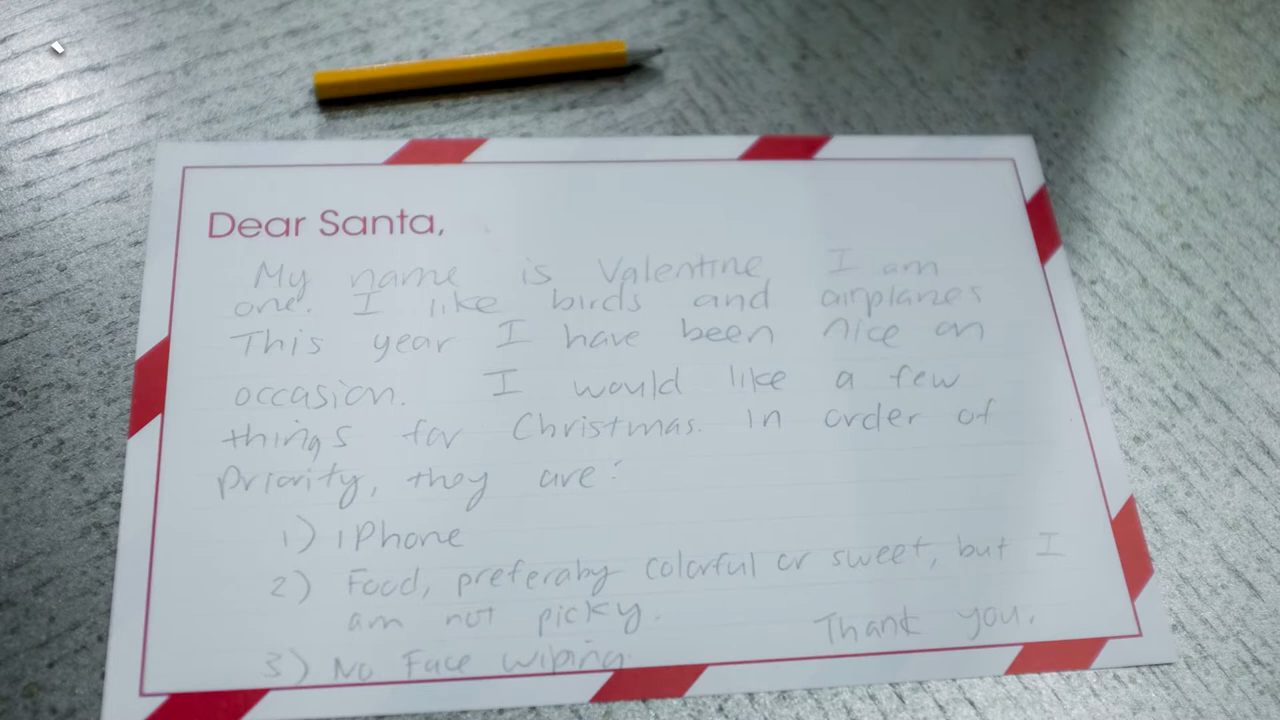 Dear Santa,
My name is Valentine I am
one. I like birds and airplanes
This year I have been nice on
occasion. I would like a few
things for Christmas. In order of
Priority, they are:
1) iPhone
2) Food, preferaby colorful or sweet, but I
am not picky.
Thank you.
3) No Face wiping